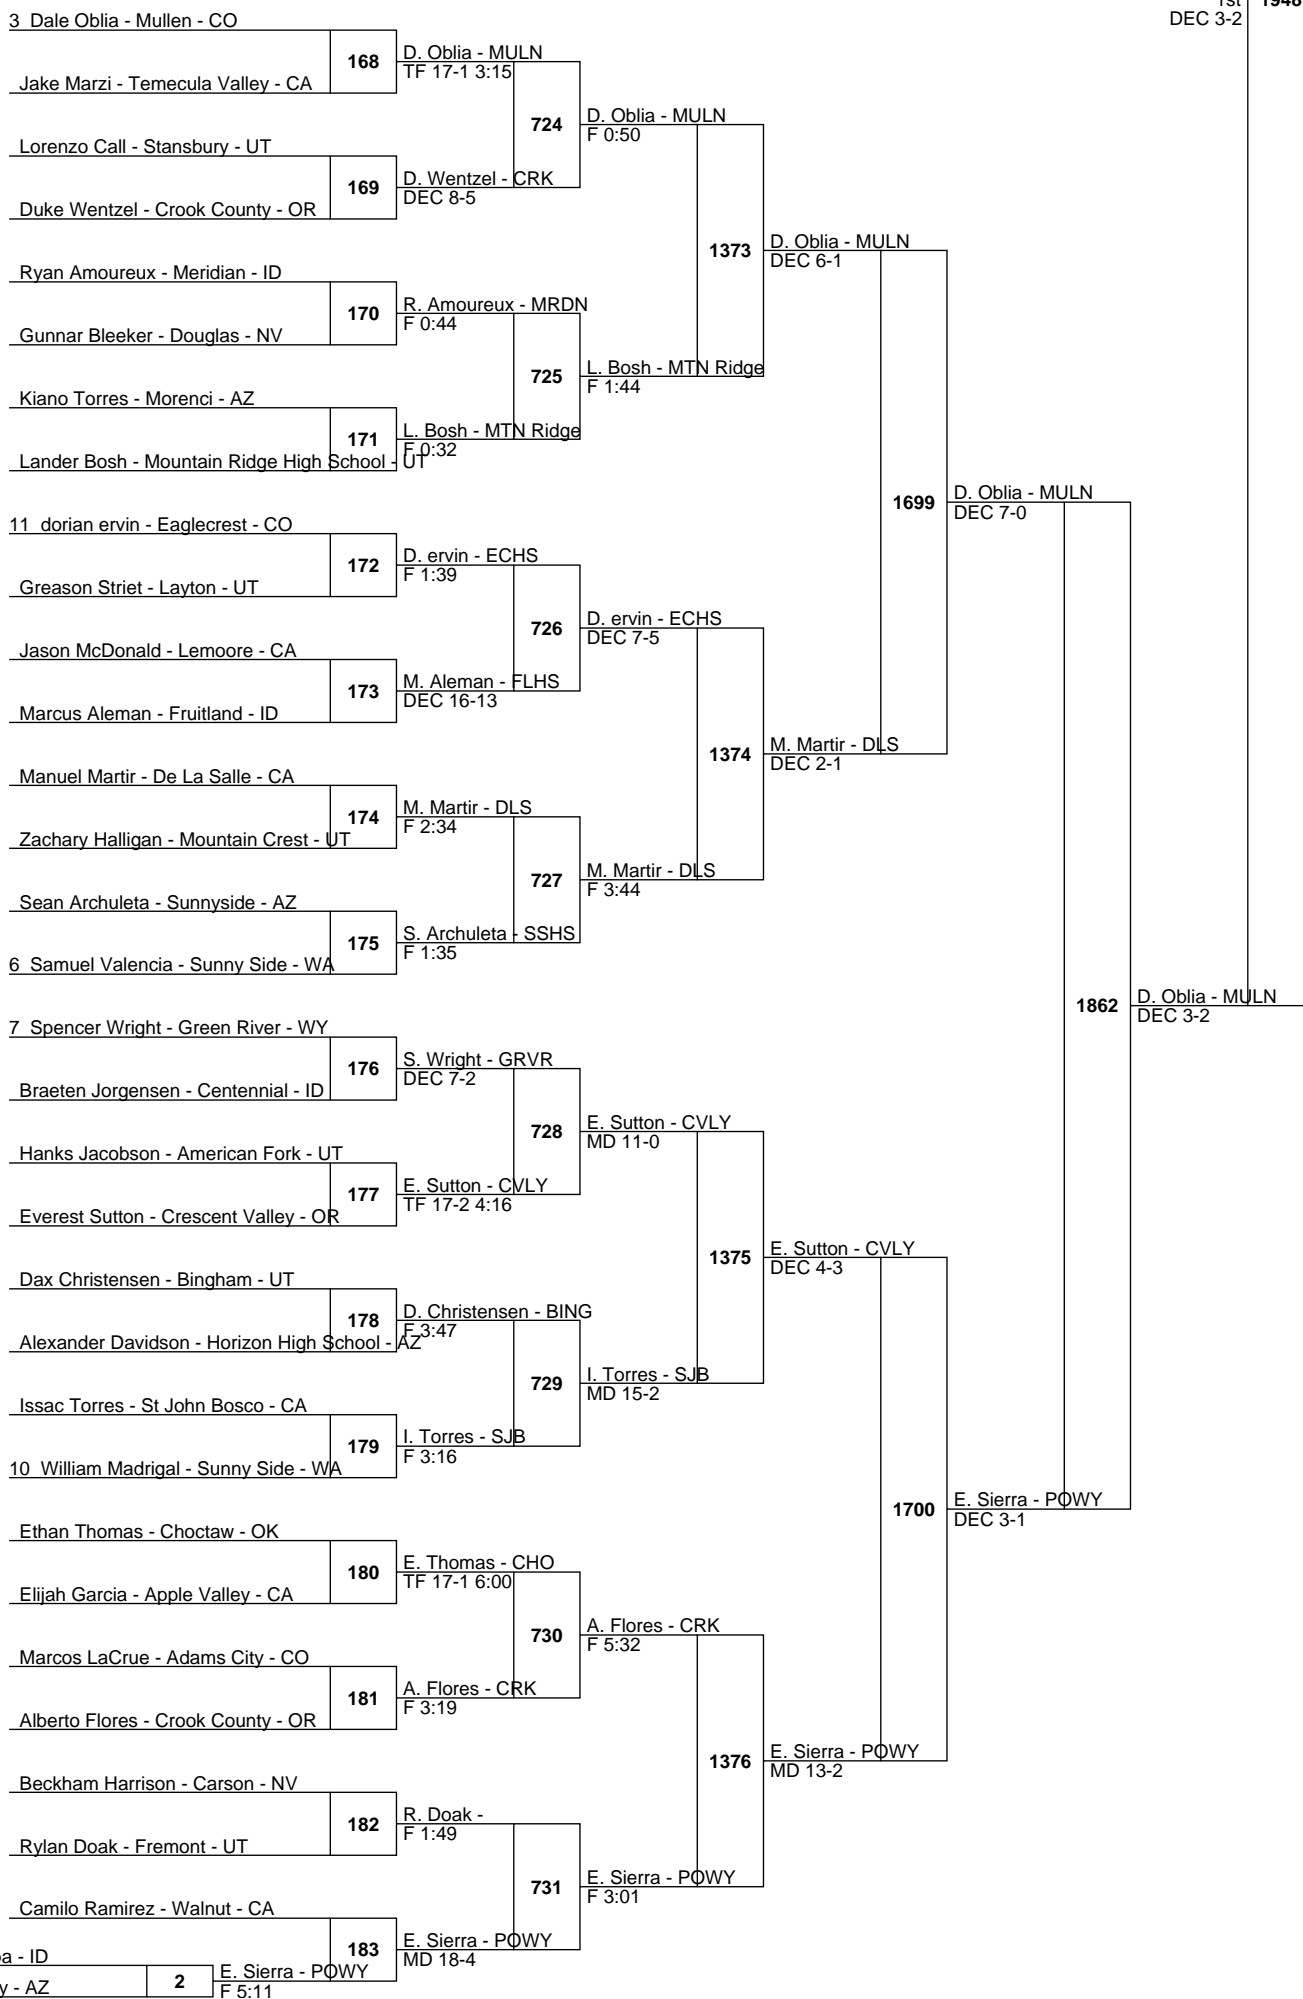 1st 1948
DEC 3-2
3 Dale Oblia - Mullen - CO
168
D. Oblia - MULN
TF 17-1 3:15
Jake Marzi - Temecula Valley - CA
724
D. Oblia - MULN
F 0:50
Lorenzo Call - Stansbury - UT
169
D. Wentzel - CRK
DEC 8-5
Duke Wentzel - Crook County - OR
1373
D. Oblia - MULN
DEC 6-1
Ryan Amoureux - Meridian - ID
170
R. Amoureux - MRDN
F 0:44
Gunnar Bleeker - Douglas - NV
725
L. Bosh - MTN Ridge
F 1:44
Kiano Torres - Morenci - AZ
171
L. Bosh - MTN Ridge
F 0:32
Lander Bosh - Mountain Ridge High School - UT
1699
D. Oblia - MULN
DEC 7-0
11 dorian ervin - Eaglecrest - CO
172
D. ervin - ECHS
F 1:39
Greason Striet - Layton - UT
726
D. ervin - ECHS
DEC 7-5
Jason McDonald - Lemoore - CA
173
M. Aleman - FLHS
DEC 16-13
Marcus Aleman - Fruitland - ID
1374
M. Martir - DLS
DEC 2-1
Manuel Martir - De La Salle - CA
174
M. Martir - DLS
F 2:34
Zachary Halligan - Mountain Crest - UT
727
M. Martir - DLS
F 3:44
Sean Archuleta - Sunnyside - AZ
175
S. Archuleta - SSHS
F 1:35
6 Samuel Valencia - Sunny Side - WA
1862
D. Oblia - MULN
DEC 3-2
7 Spencer Wright - Green River - WY
176
S. Wright - GRVR
DEC 7-2
Braeten Jorgensen - Centennial - ID
728
E. Sutton - CVLY
MD 11-0
Hanks Jacobson - American Fork - UT
177
E. Sutton - CVLY
TF 17-2 4:16
Everest Sutton - Crescent Valley - OR
1375
E. Sutton - CVLY
DEC 4-3
Dax Christensen - Bingham - UT
178
D. Christensen - BING
F 3:47
Alexander Davidson - Horizon High School - AZ
729
I. Torres - SJB
MD 15-2
Issac Torres - St John Bosco - CA
179
I. Torres - SJB
F 3:16
10 William Madrigal - Sunny Side - WA
1700
E. Sierra - POWY
DEC 3-1
Ethan Thomas - Choctaw - OK
180
E. Thomas - CHO
TF 17-1 6:00
Elijah Garcia - Apple Valley - CA
730
A. Flores - CRK
F 5:32
Marcos LaCrue - Adams City - CO
181
A. Flores - CRK
F 3:19
Alberto Flores - Crook County - OR
1376
E. Sierra - POWY
MD 13-2
Beckham Harrison - Carson - NV
182
R. Doak -
F 1:49
Rylan Doak - Fremont - UT
731
E. Sierra - POWY
F 3:01
Camilo Ramirez - Walnut - CA
183
E. Sierra - POWY
MD 18-4
- ID
2
E. Sierra - POWY
F 5:11
- AZ